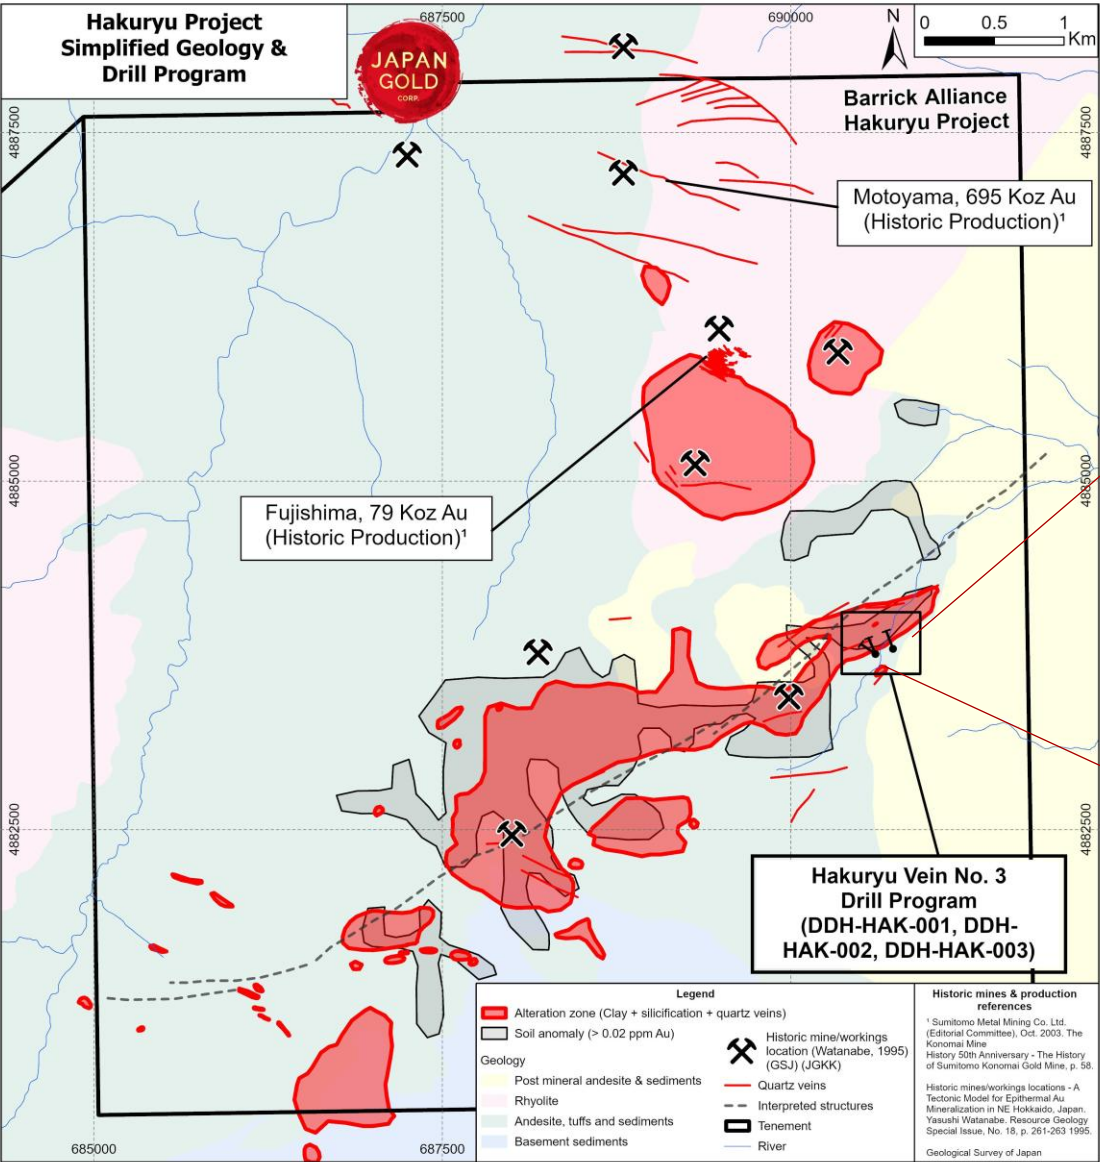 Hakuryu Project
Simplified Geology &
Drill Program
JAPAN
GOLD
CORP.
687500
690000
N
0
0.5
1
Km
Barrick Alliance
Hakuryu Project
4887500
4887500
Motoyama, 695 Koz Au
(Historic Production)¹
4885000
4885000
Fujishima, 79 Koz Au
(Historic Production)¹
4882500
4882500
Hakuryu Vein No. 3
Drill Program
(DDH-HAK-001, DDH-
HAK-002, DDH-HAK-003)
Legend
Alteration zone (Clay + silicification + quartz veins)
Soil anomaly (> 0.02 ppm Au)
Geology
Post mineral andesite & sediments
Rhyolite
Andesite, tuffs and sediments
Basement sediments
Historic mine/workings
location (Watanabe, 1995)
(GSJ) (JGKK)
Quartz veins
Interpreted structures
Tenement
River
Historic mines & production
references
¹ Sumitomo Metal Mining Co. Ltd.
(Editorial Committee), Oct. 2003. The
Konomai Mine
History 50th Anniversary - The History
of Sumitomo Konomai Gold Mine, p. 58.
Historic mines/workings locations - A
Tectonic Model for Epithermal Au
Mineralization in NE Hokkaido, Japan.
Yasushi Watanabe. Resource Geology
Special Issue, No. 18, p. 261-263 1995.
Geological Survey of Japan
685000
687500